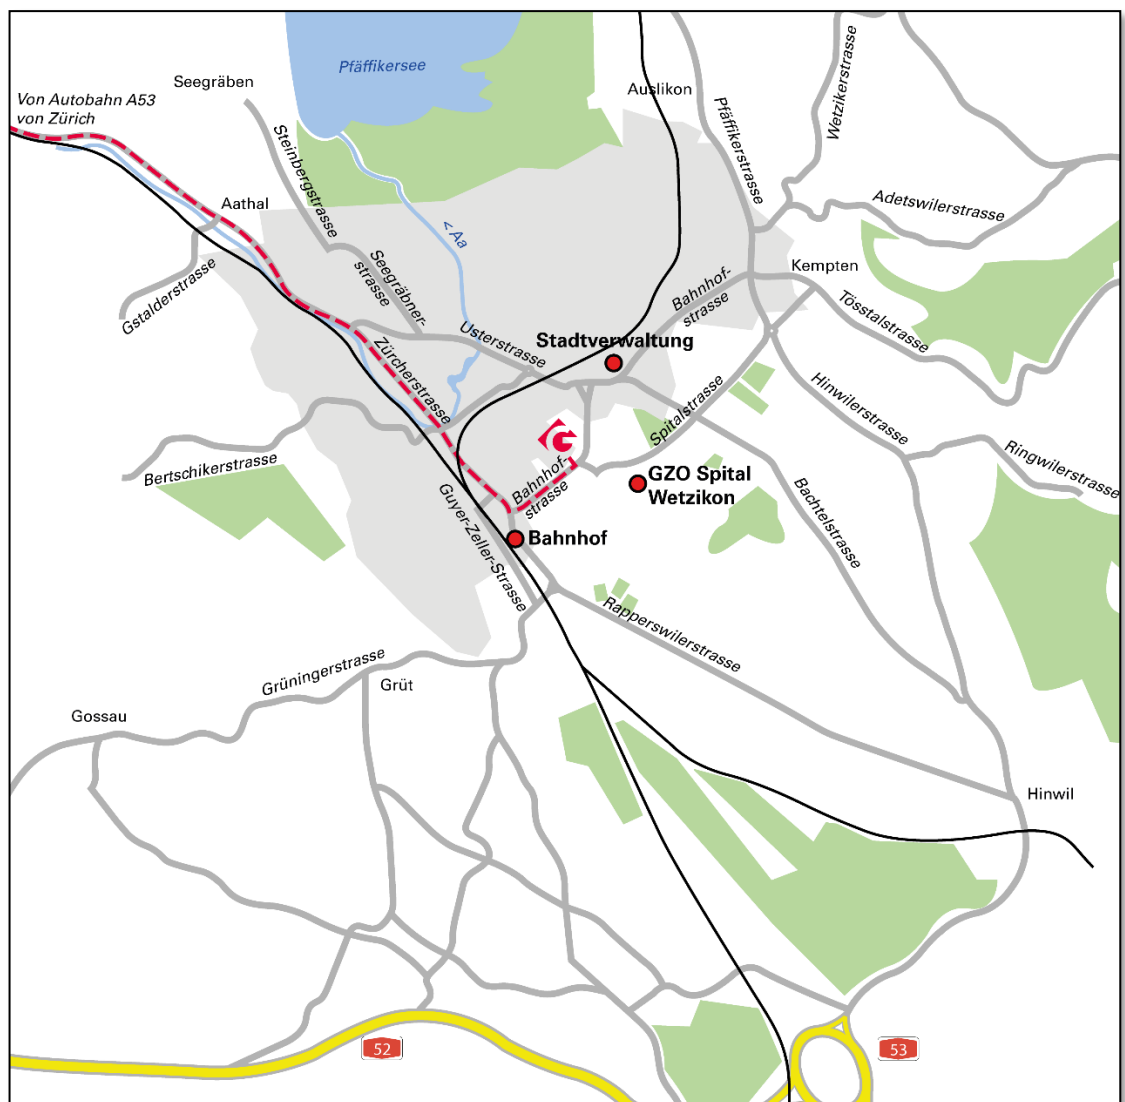 Pfäffikersee
Seegräben
Auslikon
Von Autobahn A53
von Zürich
Pfäffikerstrasse
Wetzikerstrasse
Steinbergstrasse
Aathal
Adetswilerstrasse
< Aa
Gstalderstrasse
Seegräbner-
strasse
Kempten
Bahnhof-
strasse
Tösstalstrasse
Usterstrasse
Stadtverwaltung
Zürcherstrasse
Hinwilerstrasse
Spitalstrasse
G
Bertschikerstrasse
Bahnhof-
strasse
GZO Spital
Wetzikon
Ringwilerstrasse
Guyer-Zeller-Strasse
Bachtelstrasse
Bahnhof
Rapperswilerstrasse
Grüningerstrasse
Grüt
Gossau
Hinwil
52
53